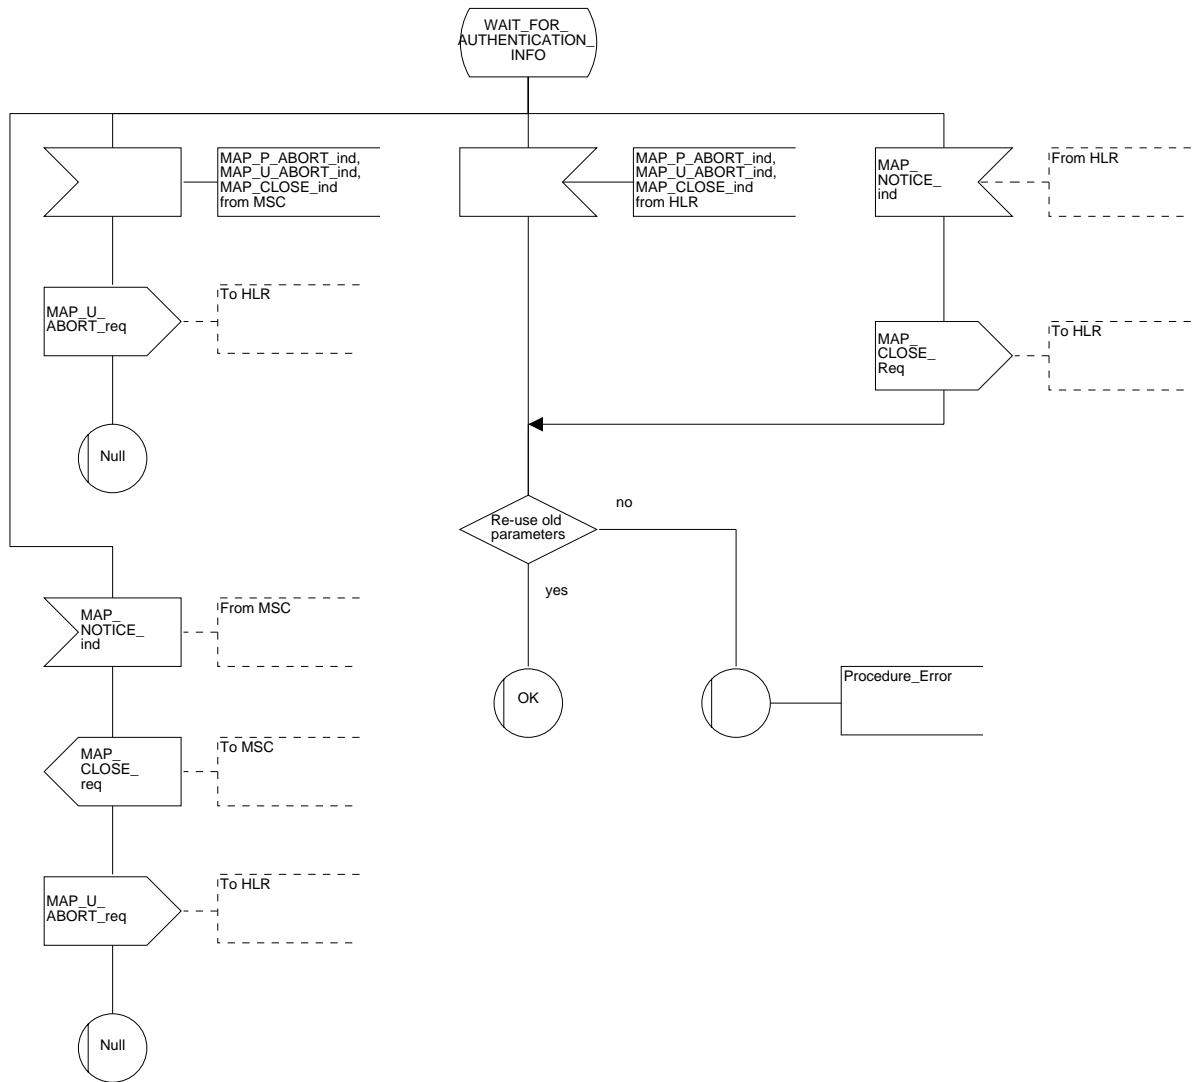 WAIT_FOR_
AUTHENTICATION_
INFO
MAP_P_ABORT_ind,
MAP_U_ABORT_ind,
MAP_CLOSE_ind
from MSC
MAP_P_ABORT_ind,
MAP_U_ABORT_ind,
MAP_CLOSE_ind
from HLR
MAP_
NOTICE_
ind
From HLR
MAP_U_
ABORT_req
To HLR
MAP_
CLOSE_
Req
To HLR
Null
Re-use old
parameters
no
yes
MAP_
NOTICE_
ind
From MSC
OK
Procedure_Error
MAP_
CLOSE_
req
To MSC
MAP_U_
ABORT_req
To HLR
Null